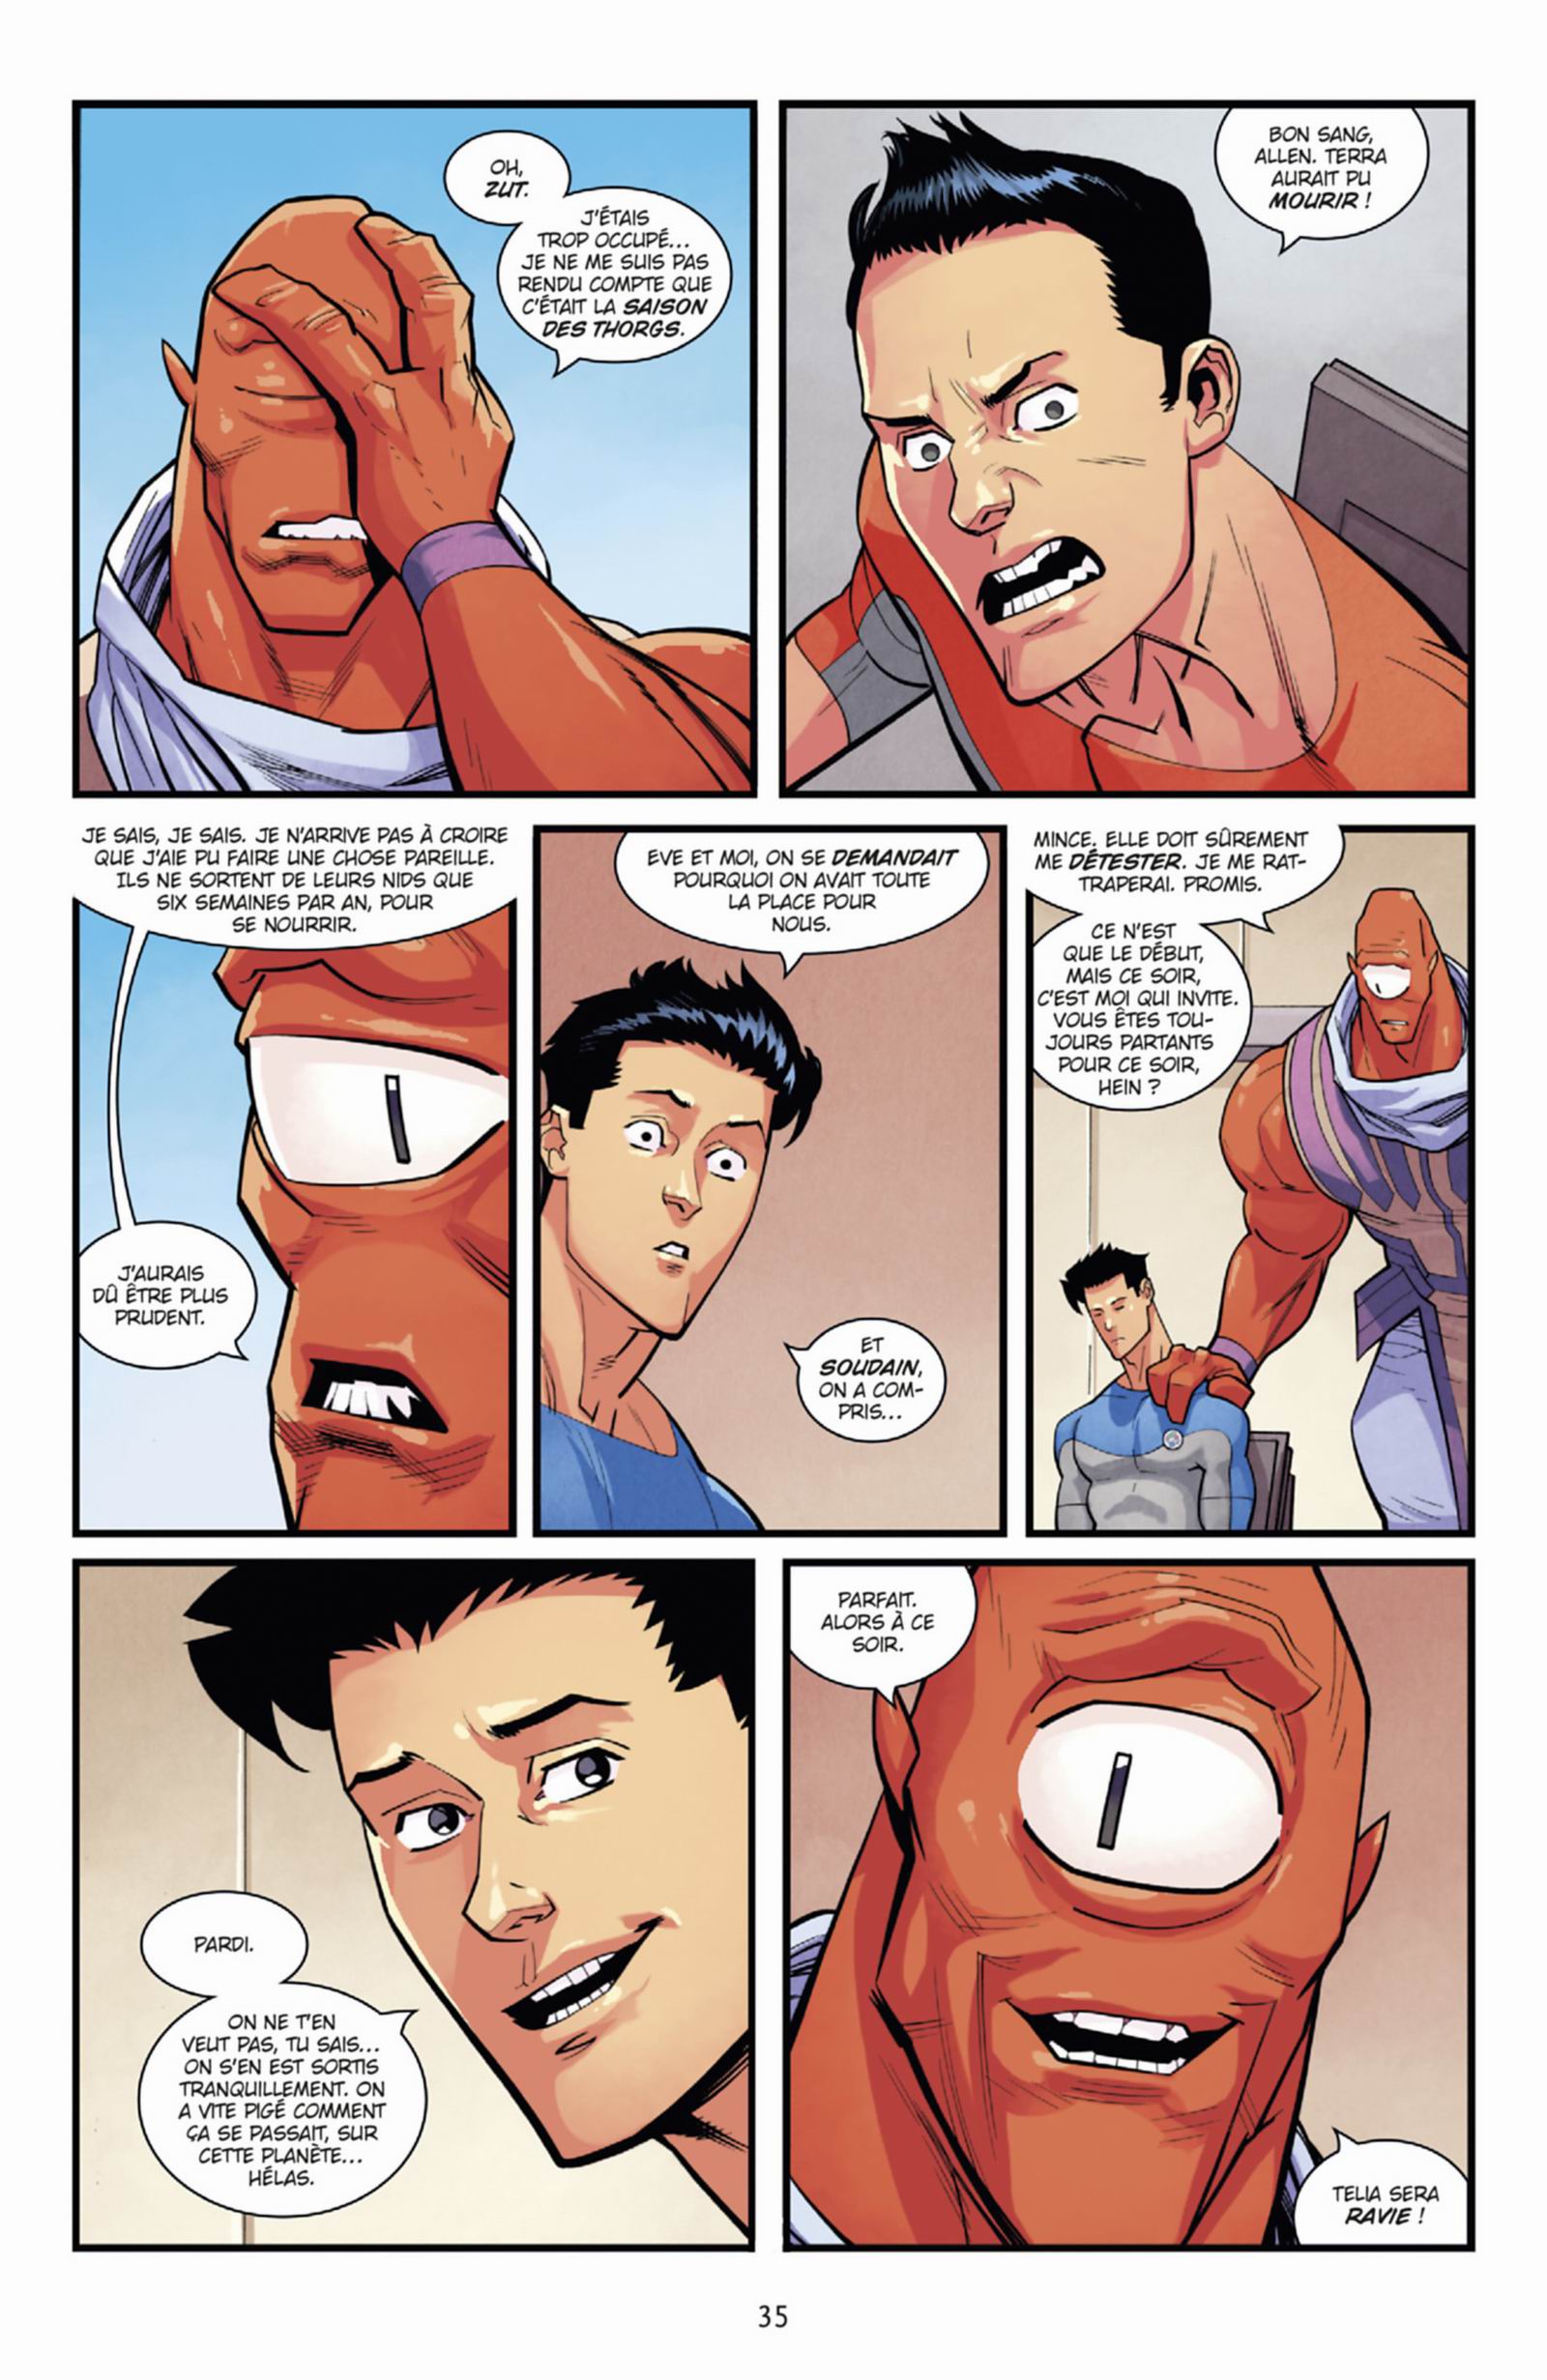 OH,
ZUT.
J'ÉTAIS
TROP OCCUPÉ...
JE NE ME SUIS PAS
RENDU COMPTE QUE
C'ÉTAIT LA SAISON
DES THORGS.
BON SANG,
ALLEN. TERRA
AURAIT PU
MOURIR !
JE SAIS, JE SAIS. JE N'ARRIVE PAS À CROIRE
QUE J'AIE PU FAIRE UNE CHOSE PAREILLE.
ILS NE SORTENT DE LEURS NIDS QUE
SIX SEMAINES PAR AN, POUR
SE NOURRIR.
J'AURAIS
DÛ ÊTRE PLUS
PRUDENT.
EVE ET MOI, ON SE DEMANDAIT
POURQUOI ON AVAIT TOUTE
LA PLACE POUR
NOUS.
ET
SOUDAIN,
ON A COM-
PRIS...
MINCE. ELLE DOIT SÛREMENT
ME DÉTESTER. JE ME RAT-
TRAPERAI. PROMIS.
CE N'EST
QUE LE DÉBUT,
MAIS CE SOIR,
C'EST MOI QUI INVITE.
VOUS ÊTES TOU-
JOURS PARTANTS
POUR CE SOIR,
HEIN ?
PARDI.
ON NE T'EN
VEUT PAS, TU SAIS...
ON S'EN EST SORTIS
TRANQUILLEMENT. ON
A VITE PIGÉ COMMENT
ÇA SE PASSAIT, SUR
CETTE PLANÈTE...
HÉLAS.
PARFAIT.
ALORS À CE
SOIR.
TELIA SERA
RAVIE !
35